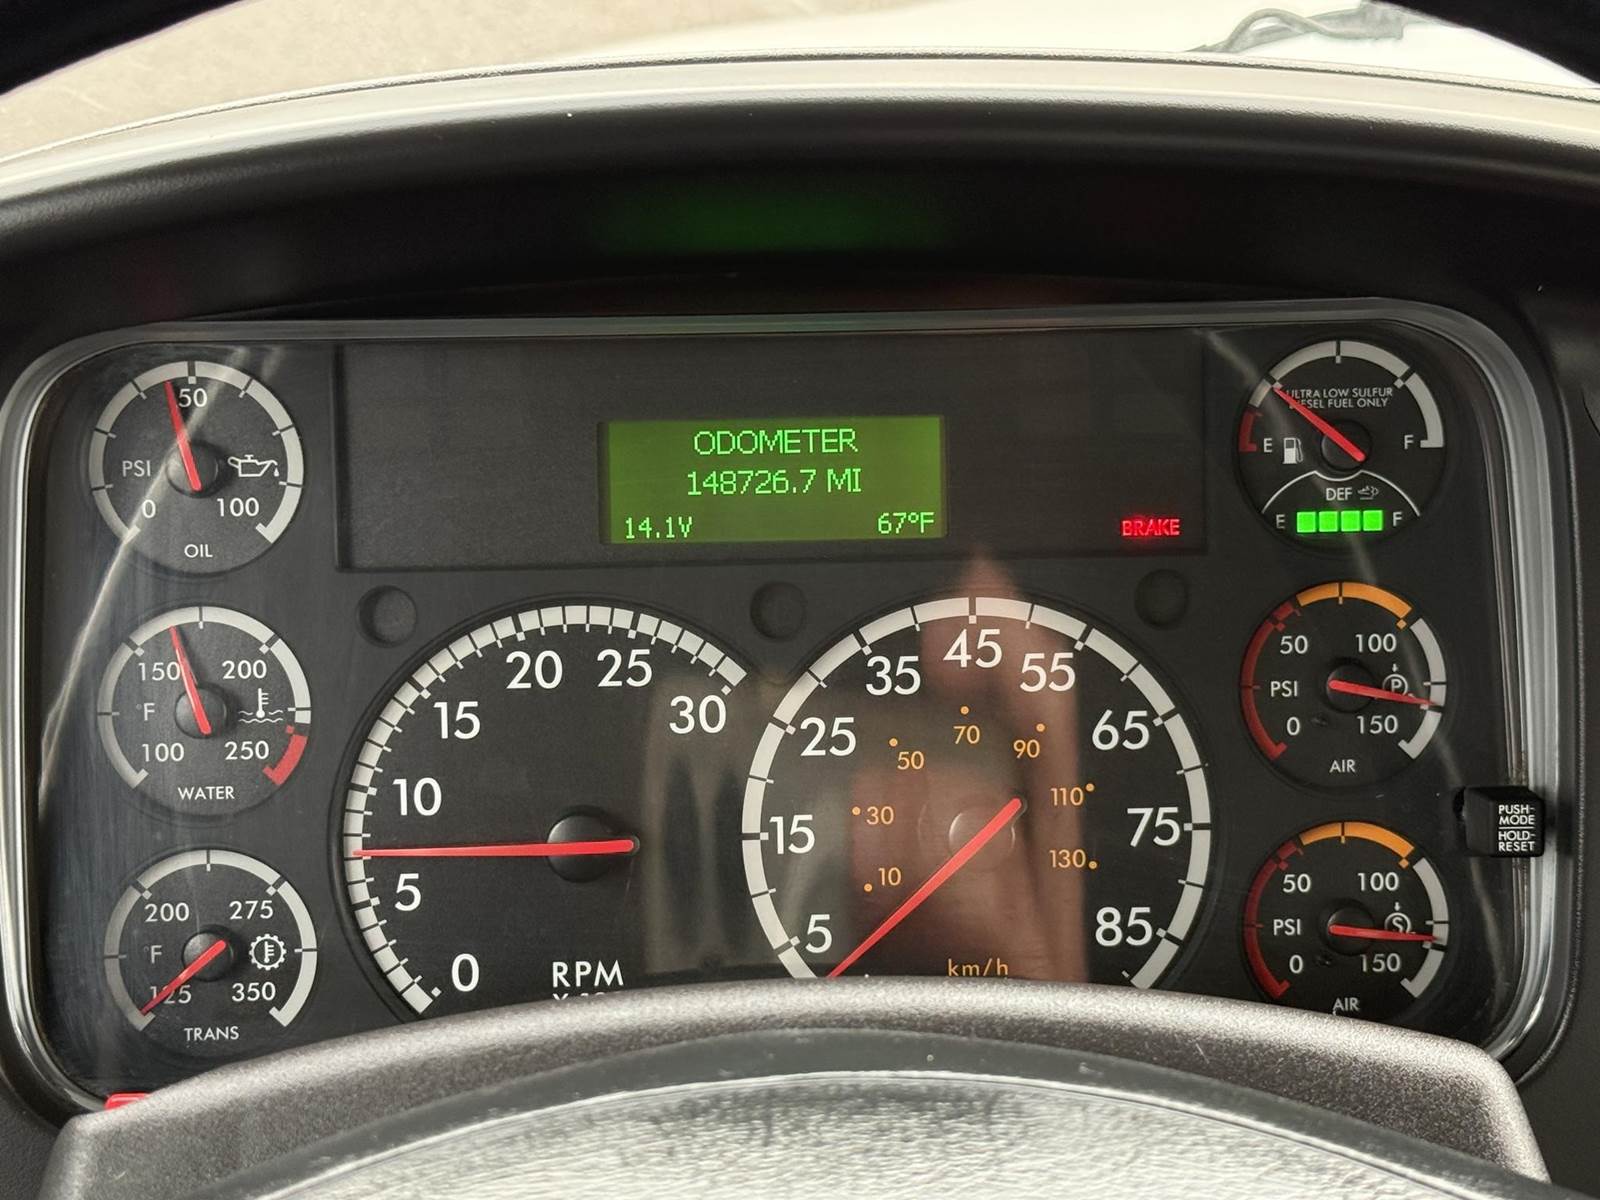 50
PSI
0
100
OIL
ODOMETER
148726.7 MI
14.1V
67°F
BRAKE
ULTRA LOW SULFUR
DIESEL FUEL ONLY
E
F
DEF
E
F
150
200
°F
100
250
WATER
200
275
°F
125
350
TRANS
0
5
10
15
20
25
30
RPM
5
15
25
35
45
55
65
75
85
10
30
50
70
90
110
130
km/h
50
100
PSI
P
0
150
AIR
50
100
PSI
S
0
150
AIR
PUSH-
MODE
HOLD-
RESET